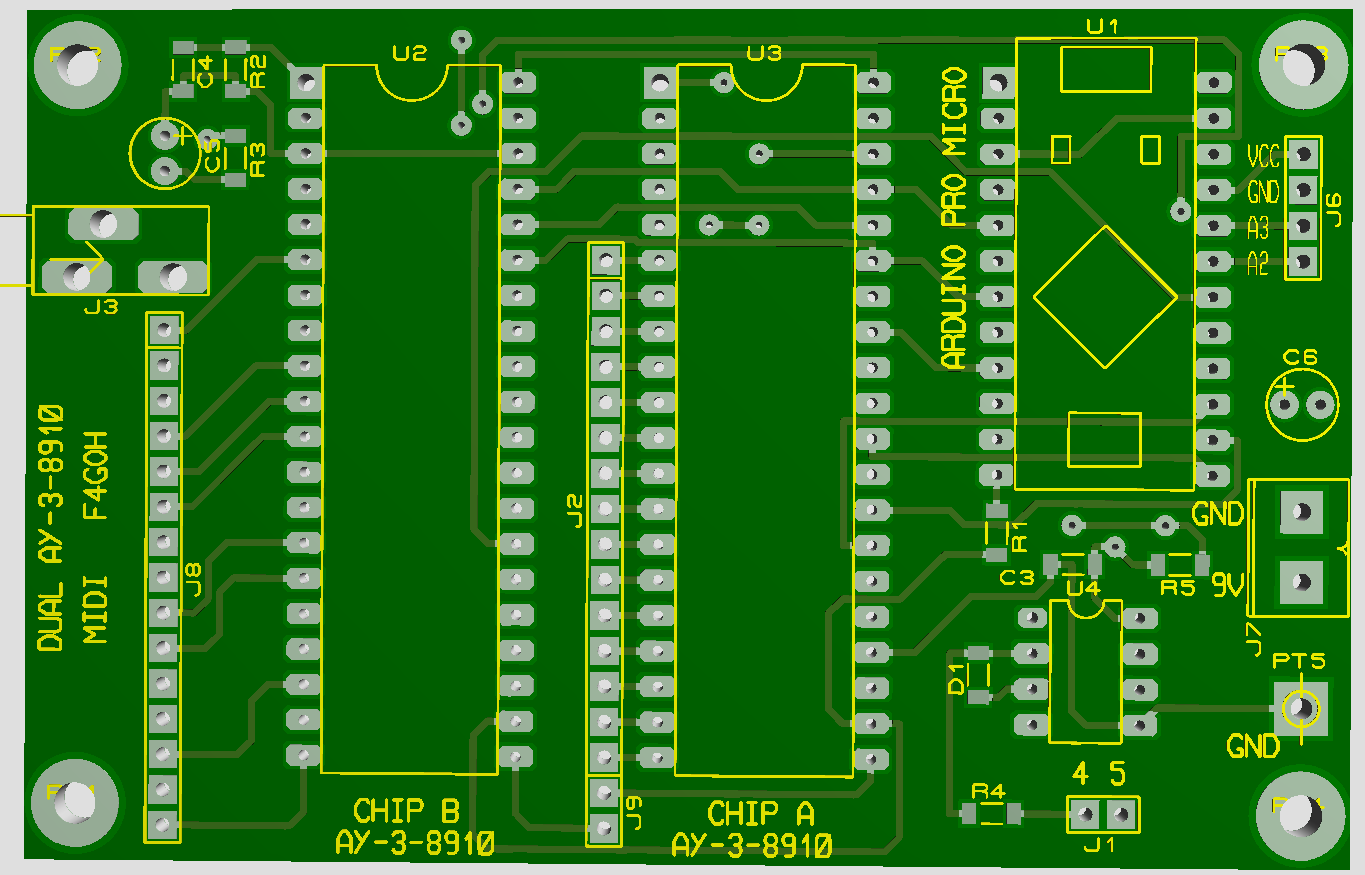 U1
U2
U3
C4
R2
C5
R3
ARDUINO PRO MICRO
VCC
GND
A3
A2
J6
J3
C6
DUAL AY-3-8910
MIDI F4GOH
J8
J2
GND
9V
J7
R1
C3
U4
R5
D1
PT5
GND
4 5
R4
J1
J9
CHIP B
AY-3-8910
CHIP A
AY-3-8910